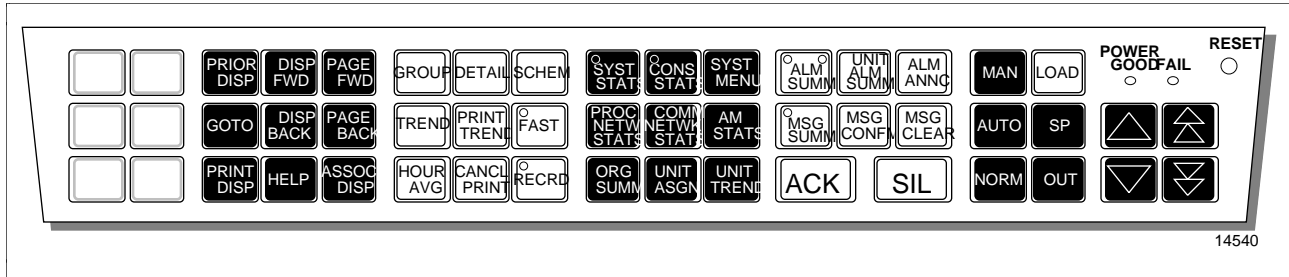 PRIOR DISP
DISP FWD
PAGE FWD
GROUP
DETAIL
SCHEM
SYST STATS
CONS STATS
SYST MENU
ALM SUMM
UNIT ALM SUMM
ALM ANNC
MAN
LOAD
POWER GOOD
FAIL
RESET
GOTO
DISP BACK
PAGE BACK
TREND
PRINT TREND
FAST
PROC NETW STATS
COMM NETWK STATS
AM STATS
MSG SUMM
MSG CONFM
MSG CLEAR
AUTO
SP
PRINT DISP
HELP
ASSOC DISP
HOUR AVG
CANCL PRINT
RECRD
ORG SUMM
UNIT ASGN
UNIT TREND
ACK
SIL
NORM
OUT
14540